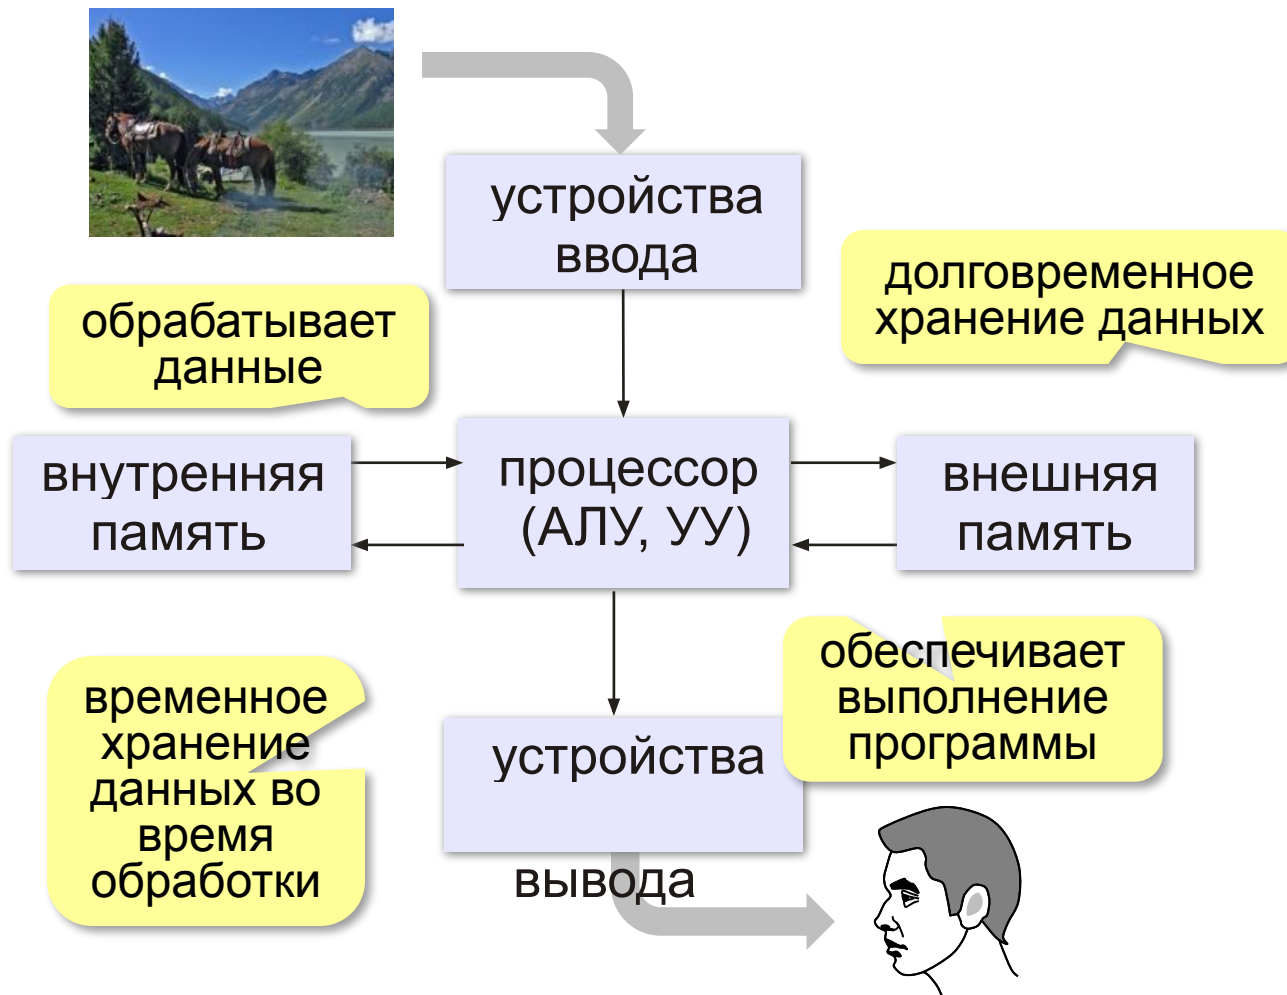 устройства
ввода
долговременное
хранение данных
обрабатывает
данные
внутренняя
память
процессор
(АЛУ, УУ)
внешняя
память
обеспечивает
выполнение
программы
временное
хранение
данных во
время
обработки
устройства
вывода